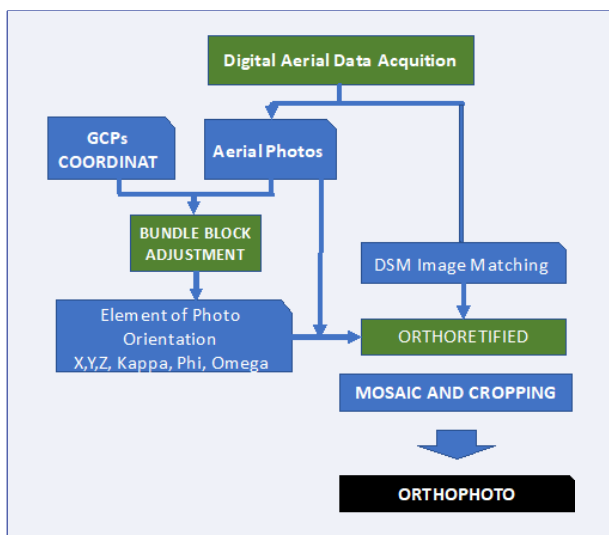 Digital Aerial Data Acqution
GCPs
COORDINAT
Aerial Photos
BUNDLE BLOCK
ADJUSTMENT
DSM Image Matching
Element of Photo
Orientation
X,Y,Z, Kappa, Phi, Omega
ORTHORETIFIED
MOSAIC AND CROPPING
ORTHOPHOTO